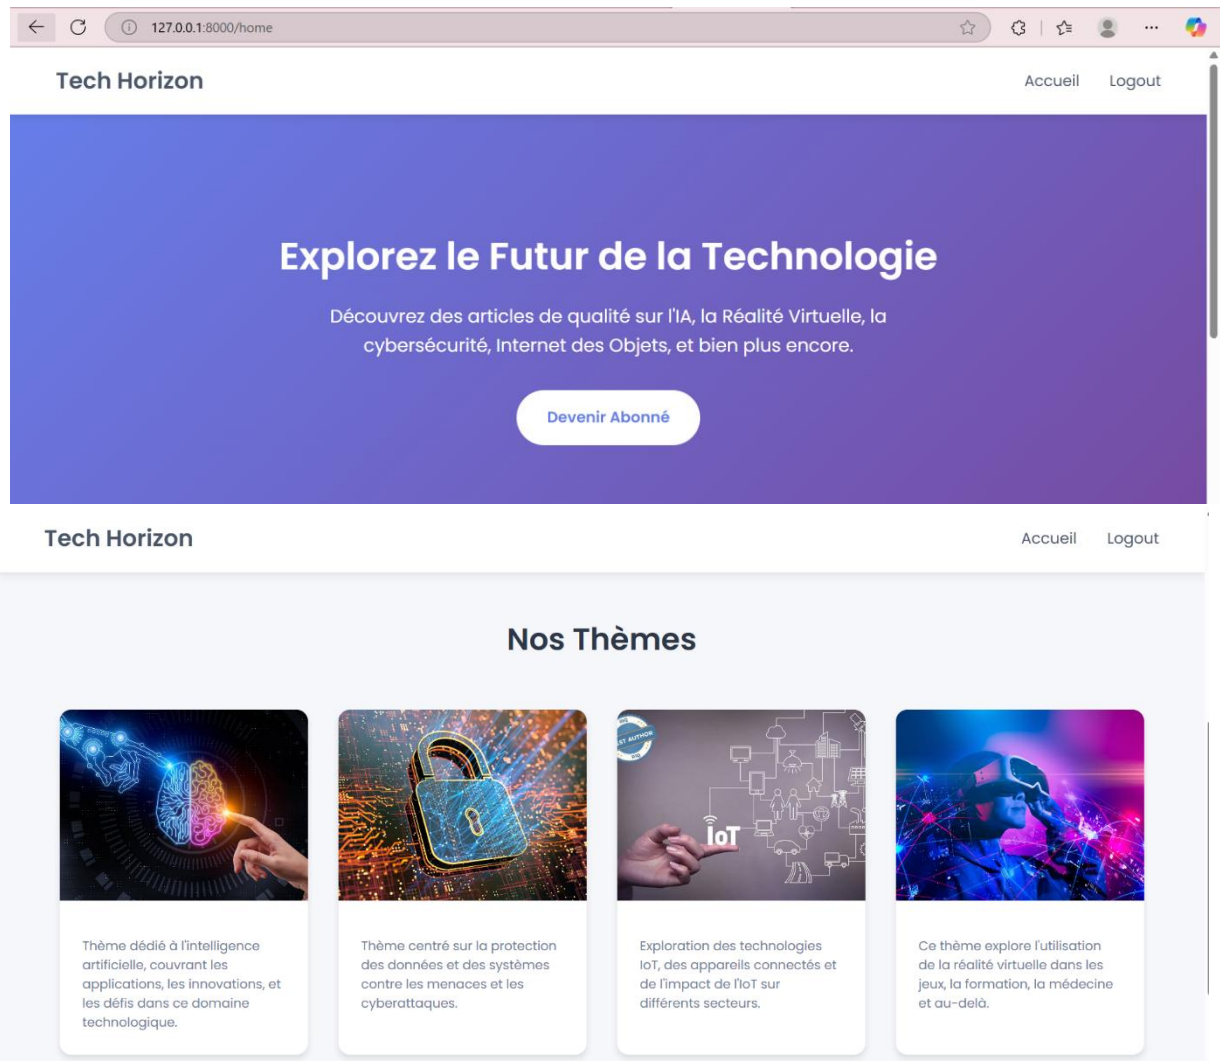 127.0.0.1:8000/home
Tech Horizon
Accueil
Logout
Explorez le Futur de la Technologie
Découvrez des articles de qualité sur l'IA, la Réalité Virtuelle, la
cybersécurité, Internet des Objets, et bien plus encore.
Devenir Abonné
Tech Horizon
Accueil
Logout
Nos Thèmes
ST AUTHOR
IoT
Thème dédié à l'intelligence
artificielle, couvrant les
applications, les innovations, et
les défis dans ce domaine
technologique.
Thème centré sur la protection
des données et des systèmes
contre les menaces et les
cyberattaques.
Exploration des technologies
IoT, des appareils connectés et
de l'impact de l'IoT sur
différents secteurs.
Ce thème explore l'utilisation
de la réalité virtuelle dans les
jeux, la formation, la médecine
et au-delà.